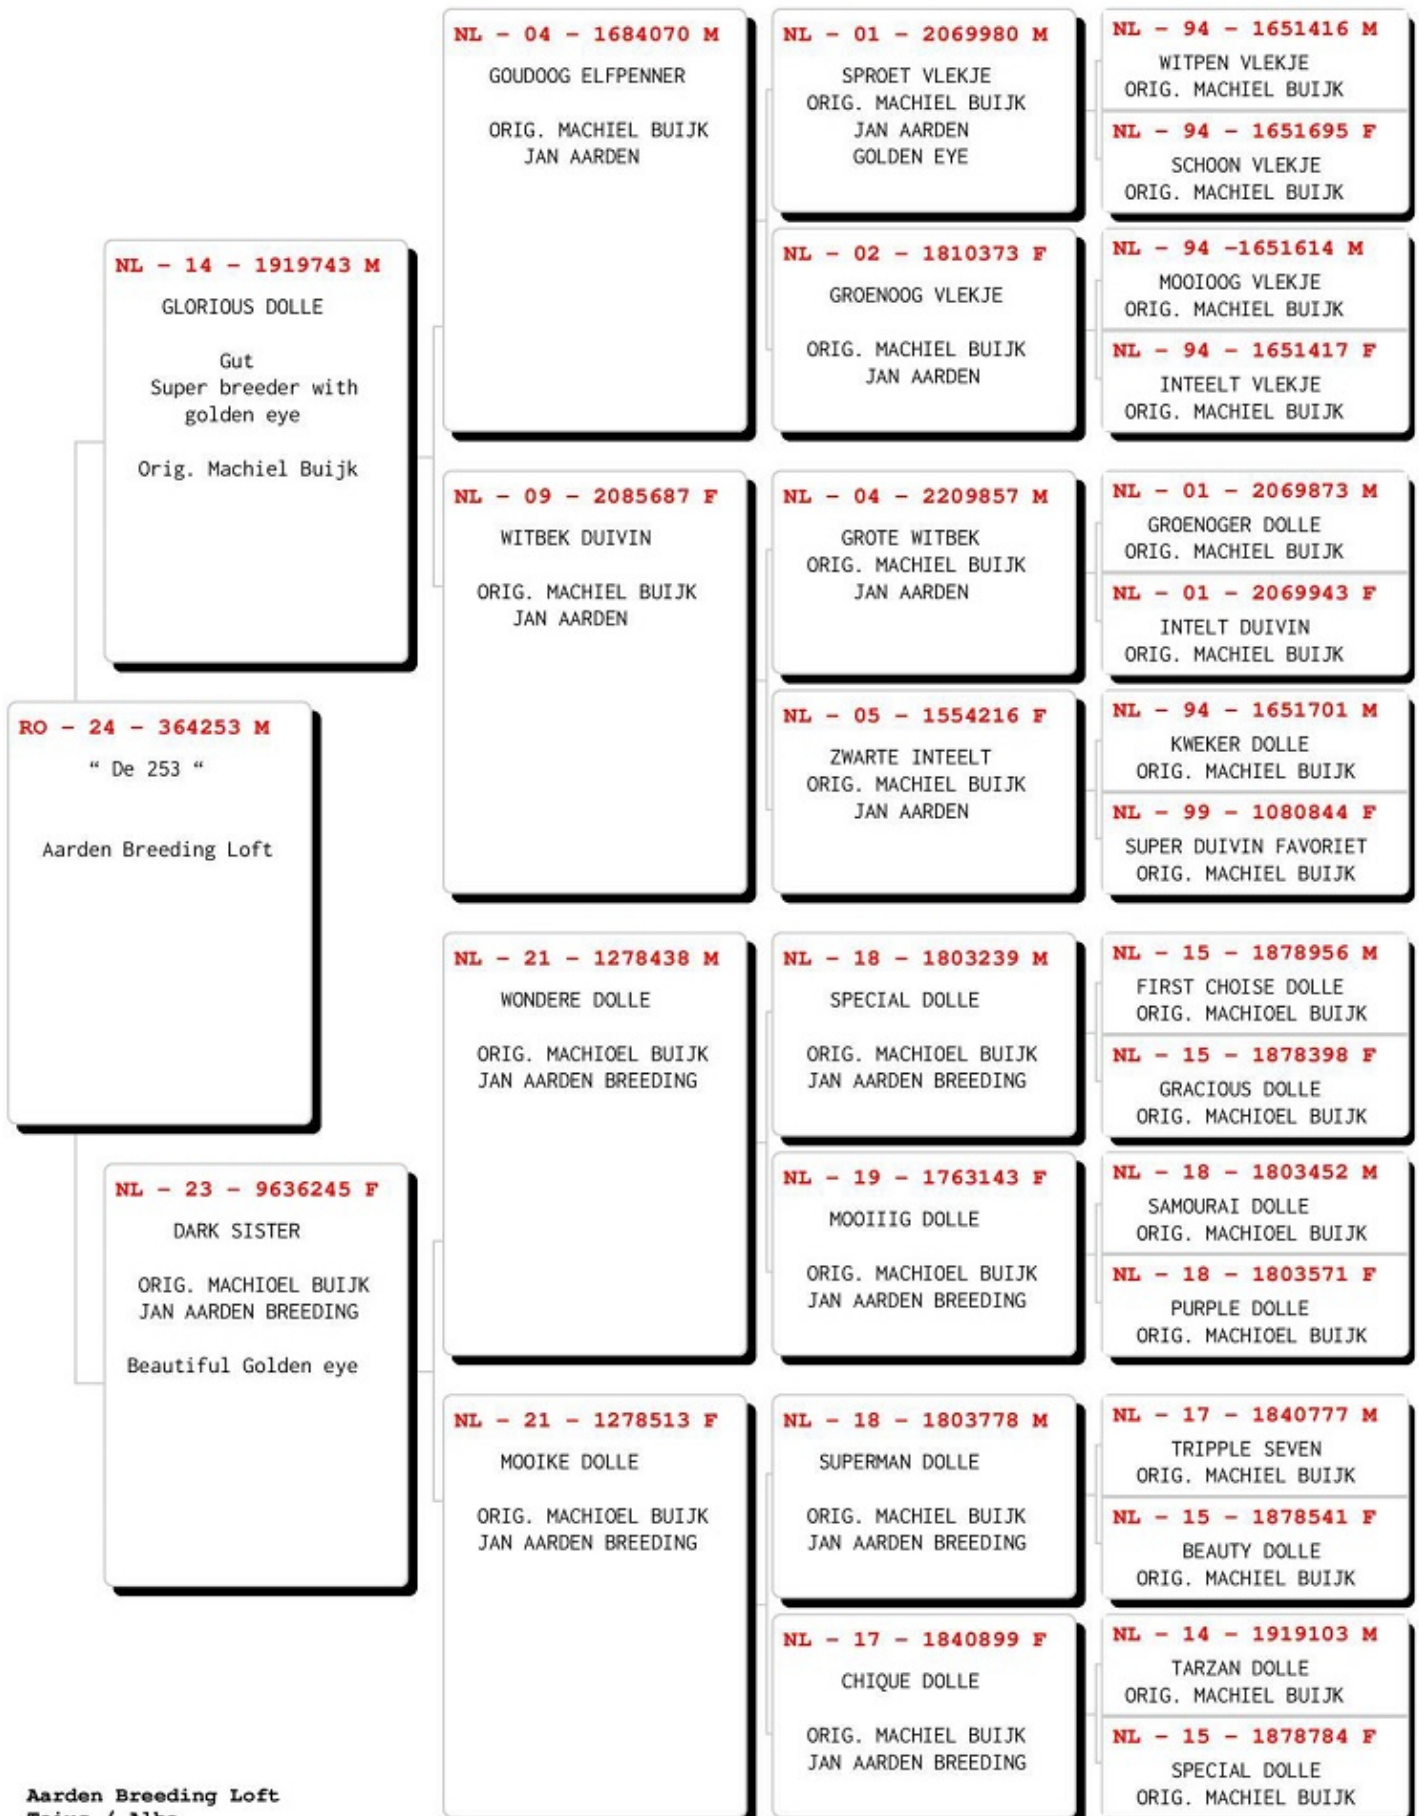 RO - 24 - 364253 M
“ De 253 “
Aarden Breeding Loft
NL - 14 - 1919743 M
GLORIOUS DOLLE
Gut
Super breeder with
golden eye
Orig. Machiel Buijk
NL - 23 - 9636245 F
DARK SISTER
ORIG. MACHIOEL BUIJK
JAN AARDEN BREEDING
Beautiful Golden eye
NL - 04 - 1684070 M
GOUDOOG ELFPENNER
ORIG. MACHIEL BUIJK
JAN AARDEN
NL - 09 - 2085687 F
WITBEK DUIVIN
ORIG. MACHIEL BUIJK
JAN AARDEN
NL - 21 - 1278438 M
WONDERE DOLLE
ORIG. MACHIOEL BUIJK
JAN AARDEN BREEDING
NL - 21 - 1278513 F
MOOIKE DOLLE
ORIG. MACHIOEL BUIJK
JAN AARDEN BREEDING
NL - 01 - 2069980 M
SPROET VLEKJE
ORIG. MACHIEL BUIJK
JAN AARDEN
GOLDEN EYE
NL - 02 - 1810373 F
GROENOOG VLEKJE
ORIG. MACHIEL BUIJK
JAN AARDEN
NL - 04 - 2209857 M
GROTE WITBEK
ORIG. MACHIEL BUIJK
JAN AARDEN
NL - 05 - 1554216 F
ZWARTE INTEELT
ORIG. MACHIEL BUIJK
JAN AARDEN
NL - 18 - 1803239 M
SPECIAL DOLLE
ORIG. MACHIOEL BUIJK
JAN AARDEN BREEDING
NL - 19 - 1763143 F
MOOIIIG DOLLE
ORIG. MACHIOEL BUIJK
JAN AARDEN BREEDING
NL - 18 - 1803778 M
SUPERMAN DOLLE
ORIG. MACHIEL BUIJK
JAN AARDEN BREEDING
NL - 17 - 1840899 F
CHIQUE DOLLE
ORIG. MACHIEL BUIJK
JAN AARDEN BREEDING
NL - 94 - 1651416 M
WITPEN VLEKJE
ORIG. MACHIEL BUIJK
NL - 94 - 1651695 F
SCHOON VLEKJE
ORIG. MACHIEL BUIJK
NL - 94 -1651614 M
MOOIOOG VLEKJE
ORIG. MACHIEL BUIJK
NL - 94 - 1651417 F
INTEELT VLEKJE
ORIG. MACHIEL BUIJK
NL - 01 - 2069873 M
GROENOGER DOLLE
ORIG. MACHIEL BUIJK
NL - 01 - 2069943 F
INTELT DUIVIN
ORIG. MACHIEL BUIJK
NL - 94 - 1651701 M
KWEKER DOLLE
ORIG. MACHIEL BUIJK
NL - 99 - 1080844 F
SUPER DUIVIN FAVORIET
ORIG. MACHIEL BUIJK
NL - 15 - 1878956 M
FIRST CHOISE DOLLE
ORIG. MACHIOEL BUIJK
NL - 15 - 1878398 F
GRACIOUS DOLLE
ORIG. MACHIOEL BUIJK
NL - 18 - 1803452 M
SAMOURAI DOLLE
ORIG. MACHIOEL BUIJK
NL - 18 - 1803571 F
PURPLE DOLLE
ORIG. MACHIOEL BUIJK
NL - 17 - 1840777 M
TRIPPLE SEVEN
ORIG. MACHIEL BUIJK
NL - 15 - 1878541 F
BEAUTY DOLLE
ORIG. MACHIEL BUIJK
NL - 14 - 1919103 M
TARZAN DOLLE
ORIG. MACHIEL BUIJK
NL - 15 - 1878784 F
SPECIAL DOLLE
ORIG. MACHIEL BUIJK
Aarden Breeding Loft